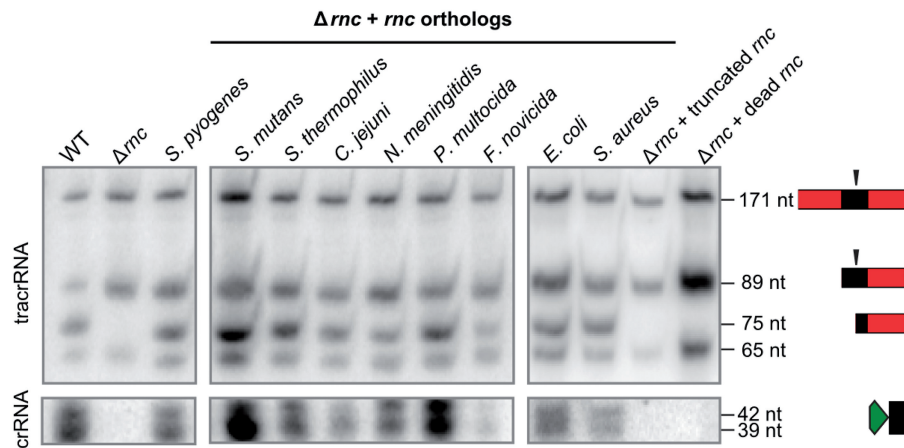 Δrnc + rnc orthologs
WT
Δrnc
S. pyogenes
S. mutans
S. thermophilus
C. jejuni
N. meningitidis
P. multocida
F. novicida
E. coli
S. aureus
Δrnc + truncated rnc
Δrnc + dead rnc
tracrRNA
171 nt
89 nt
75 nt
65 nt
crRNA
42 nt
39 nt